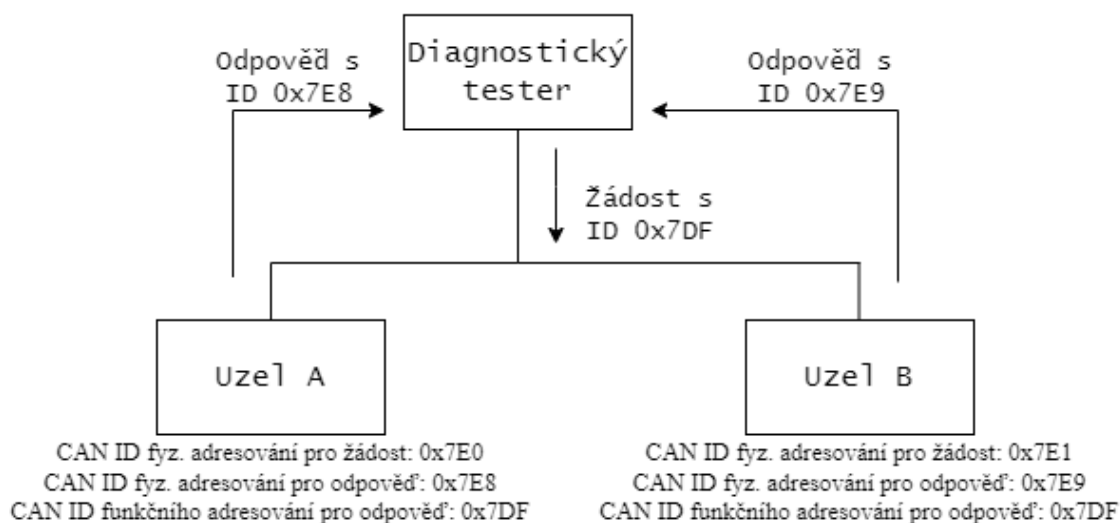 Diagnostický
tester
Odpověď s
ID 0x7E8
Odpověď s
ID 0x7E9
Žádost s
ID 0x7DF
Uzel A
Uzel B
CAN ID fyz. adresování pro žádost: 0x7E0
CAN ID fyz. adresování pro odpověď: 0x7E8
CAN ID funkčního adresování pro odpověď: 0x7DF
CAN ID fyz. adresování pro žádost: 0x7E1
CAN ID fyz. adresování pro odpověď: 0x7E9
CAN ID funkčního adresování pro odpověď: 0x7DF